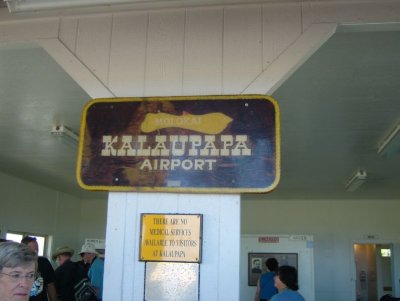 MOLOKAI
KALAUPAPA
AIRPORT
THERE ARE NO
MEDICAL SERVICES
AVAILABLE TO VISITORS
AT KALAUPAPA